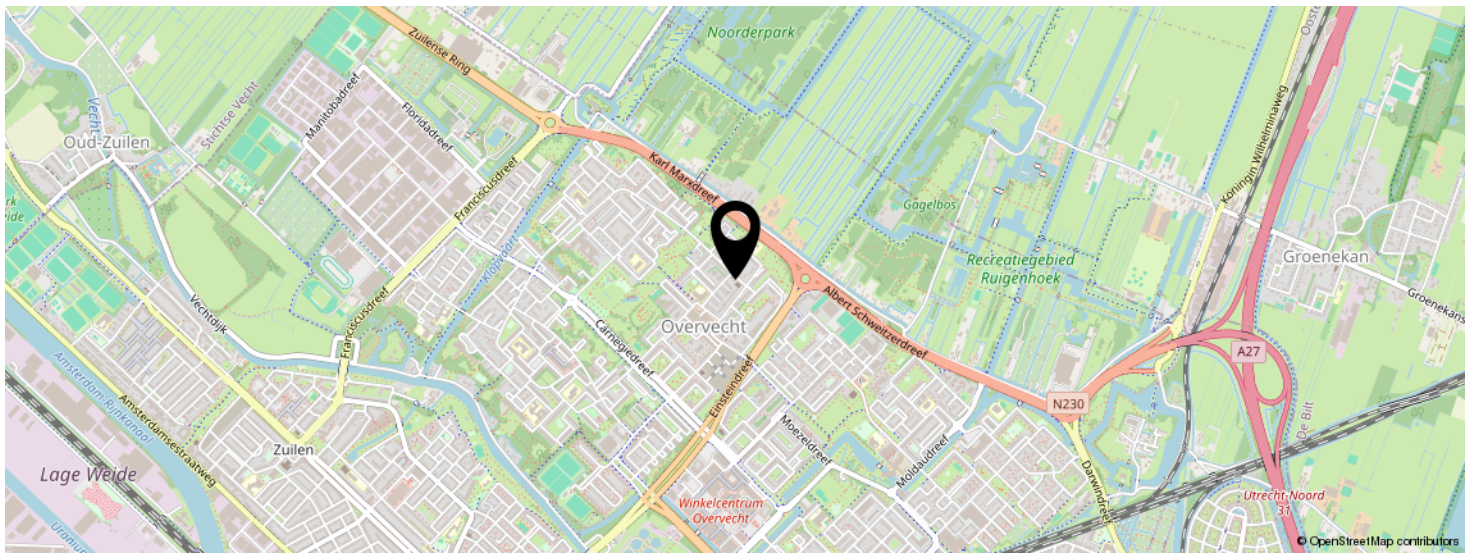 Noorderpark
Zuilense Ring
Ooste
Manitobadreef
Floridadreef
Stichtse Vecht
Vecht
Oud-Zuilen
Karl Marxdreef
Koningin Wilhelminaweg
Franciscusdreef
Gagelbos
Klopvaart
Recreatiegebied
Ruigenhoek
Groenekan
Groenekans
Albert Schweitzerdreef
Vechtdijk
Franciscusdreef
Overvecht
Carnegiedreef
A27
Amsterdam-Rijnkanaal
Einsteindreef
N230
Amsterdamsestraatweg
Moezeldreef
De Bilt
Zuilen
Moldaudreef
Lage Weide
Darwindreef
Winkelcentrum
Overvecht
Utrecht-Noord
31
© OpenStreetMap contributors